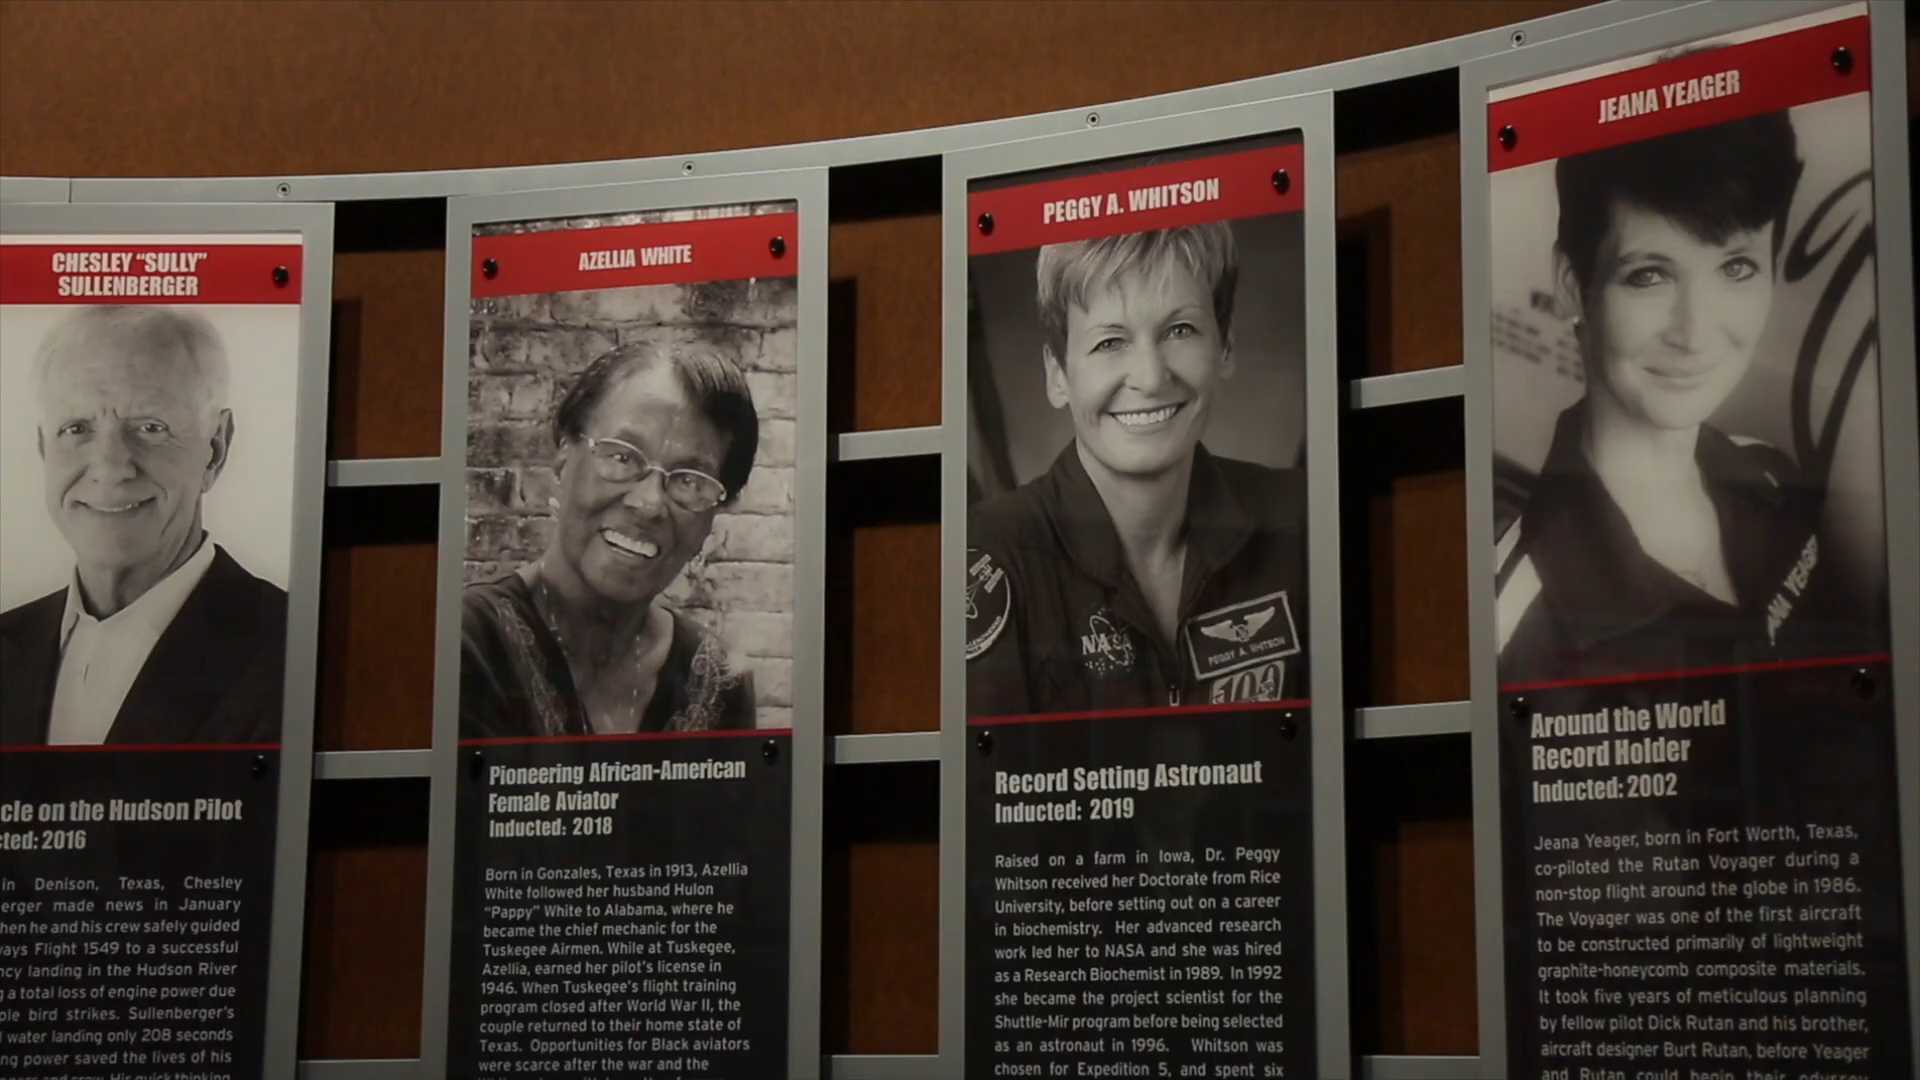 CHESLEY “SULLY”
SULLENBERGER
cle on the Hudson Pilot
cted: 2016
in Denison, Texas, Chesley
erger made news in January
hen he and his crew safely guided
ways Flight 1549 to a successful
ncy landing in the Hudson River
g a total loss of engine power due
ple bird strikes. Sullenberger's
water landing only 208 seconds
ng power saved the lives of his
AZELLIA WHITE
Pioneering African-American
Female Aviator
Inducted: 2018
Born in Gonzales, Texas in 1913, Azellia
White followed her husband Hulon
“Pappy” White to Alabama, where he
became the chief mechanic for the
Tuskegee Airmen. While at Tuskegee,
Azellia, earned her pilot's license in
1946. When Tuskegee's flight training
program closed after World War II, the
couple returned to their home state of
Texas. Opportunities for Black aviators
were scarce after the war and the
PEGGY A. WHITSON
NASA
PEGGY A. WHITSON
Record Setting Astronaut
Inducted: 2019
Raised on a farm in Iowa, Dr. Peggy
Whitson received her Doctorate from Rice
University, before setting out on a career
in biochemistry. Her advanced research
work led her to NASA and she was hired
as a Research Biochemist in 1989. In 1992
she became the project scientist for the
Shuttle-Mir program before being selected
as an astronaut in 1996. Whitson was
chosen for Expedition 5, and spent six
JEANA YEAGER
ANA YEAGER
Around the World
Record Holder
Inducted: 2002
Jeana Yeager, born in Fort Worth, Texas,
co-piloted the Rutan Voyager during a
non-stop flight around the globe in 1986.
The Voyager was one of the first aircraft
to be constructed primarily of lightweight
graphite-honeycomb composite materials.
It took five years of meticulous planning
by fellow pilot Dick Rutan and his brother,
aircraft designer Burt Rutan, before Yeager
and Rutan could begin their odyssey